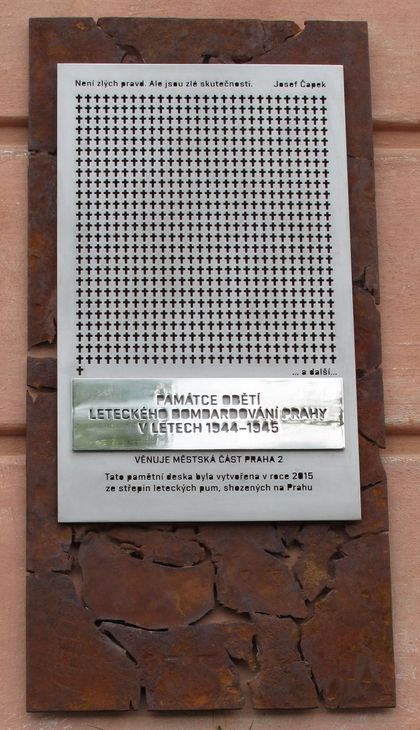 Není zlých pravd. Ale jsou zlé skutečnosti. Josef Čapek
... a další...
PAMÁTCE OBĚTÍ
LETECKÉHO BOMBARDOVÁNÍ PRAHY
V LETECH 1944–1945
VĚNUJE MĚSTSKÁ ČÁST PRAHA 2
Tato pamětní deska byla vytvořena v roce 2015
ze střepin leteckých pum, shozených na Prahu